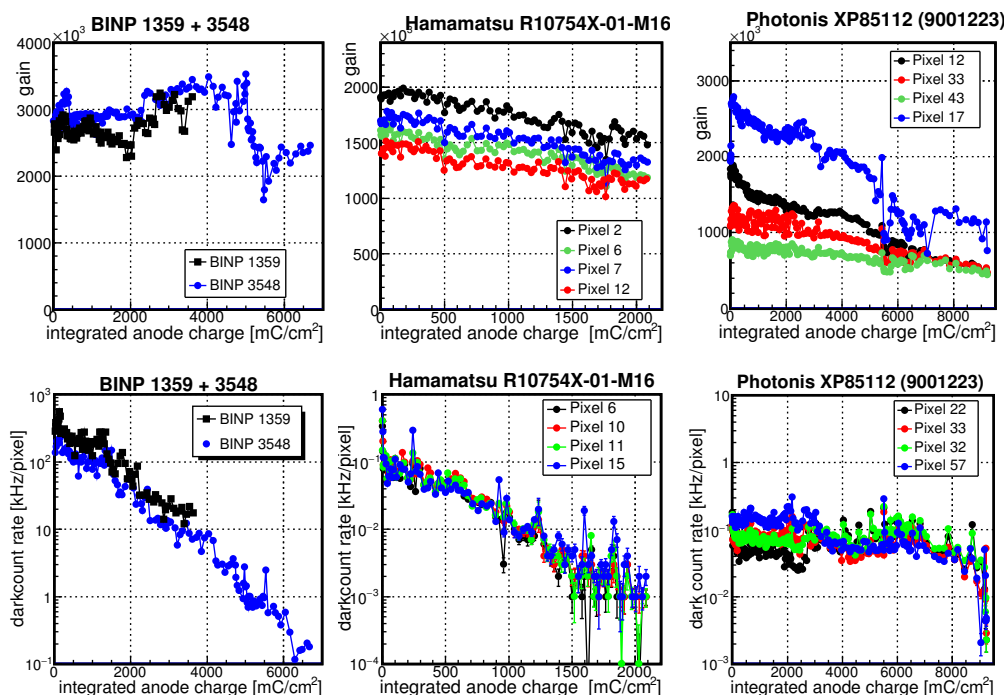 BINP 1359 + 3548
×10³
gain
4000
3000
2000
1000
0
0 2000 4000 6000
integrated anode charge [mC/cm²]
BINP 1359
BINP 3548
Hamamatsu R10754X-01-M16
×10³
gain
2000
1500
1000
500
0
0 500 1000 1500 2000
integrated anode charge [mC/cm²]
Pixel 2
Pixel 6
Pixel 7
Pixel 12
Photonis XP85112 (9001223)
×10³
gain
3000
2000
1000
0
0 2000 4000 6000 8000
integrated anode charge [mC/cm²]
Pixel 12
Pixel 33
Pixel 43
Pixel 17
BINP 1359 + 3548
darkcount rate [kHz/pixel]
10³
10²
10
1
10⁻¹
0 2000 4000 6000
integrated anode charge [mC/cm²]
BINP 1359
BINP 3548
Hamamatsu R10754X-01-M16
darkcount rate [kHz/pixel]
1
10⁻¹
10⁻²
10⁻³
10⁻⁴
0 500 1000 1500 2000
integrated anode charge [mC/cm²]
Pixel 6
Pixel 10
Pixel 11
Pixel 15
Photonis XP85112 (9001223)
dark count rate [kHz/pixel]
10
1
10⁻¹
10⁻²
10⁻³
0 2000 4000 6000 8000
integrated anode charge [mC/cm²]
Pixel 22
Pixel 33
Pixel 32
Pixel 57